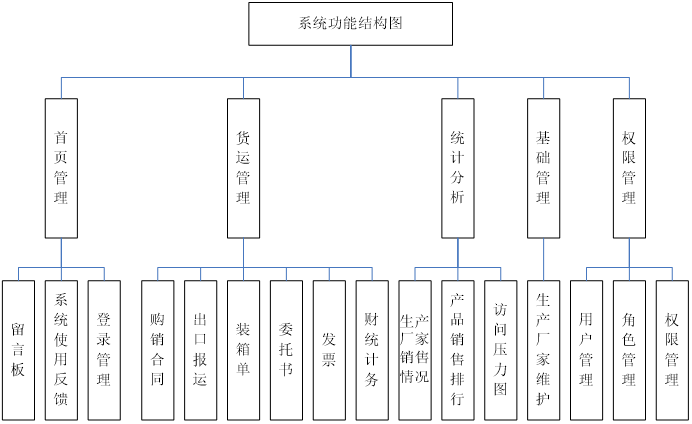 系统功能结构图
首页管理
货运管理
统计分析
基础管理
权限管理
留言板
系统使用反馈
登录管理
购销合同
出口报运
装箱单
委托书
发票
财统计务
生产厂家销售情况
产品销售排行
访问压力图
生产厂家维护
用户管理
角色管理
权限管理